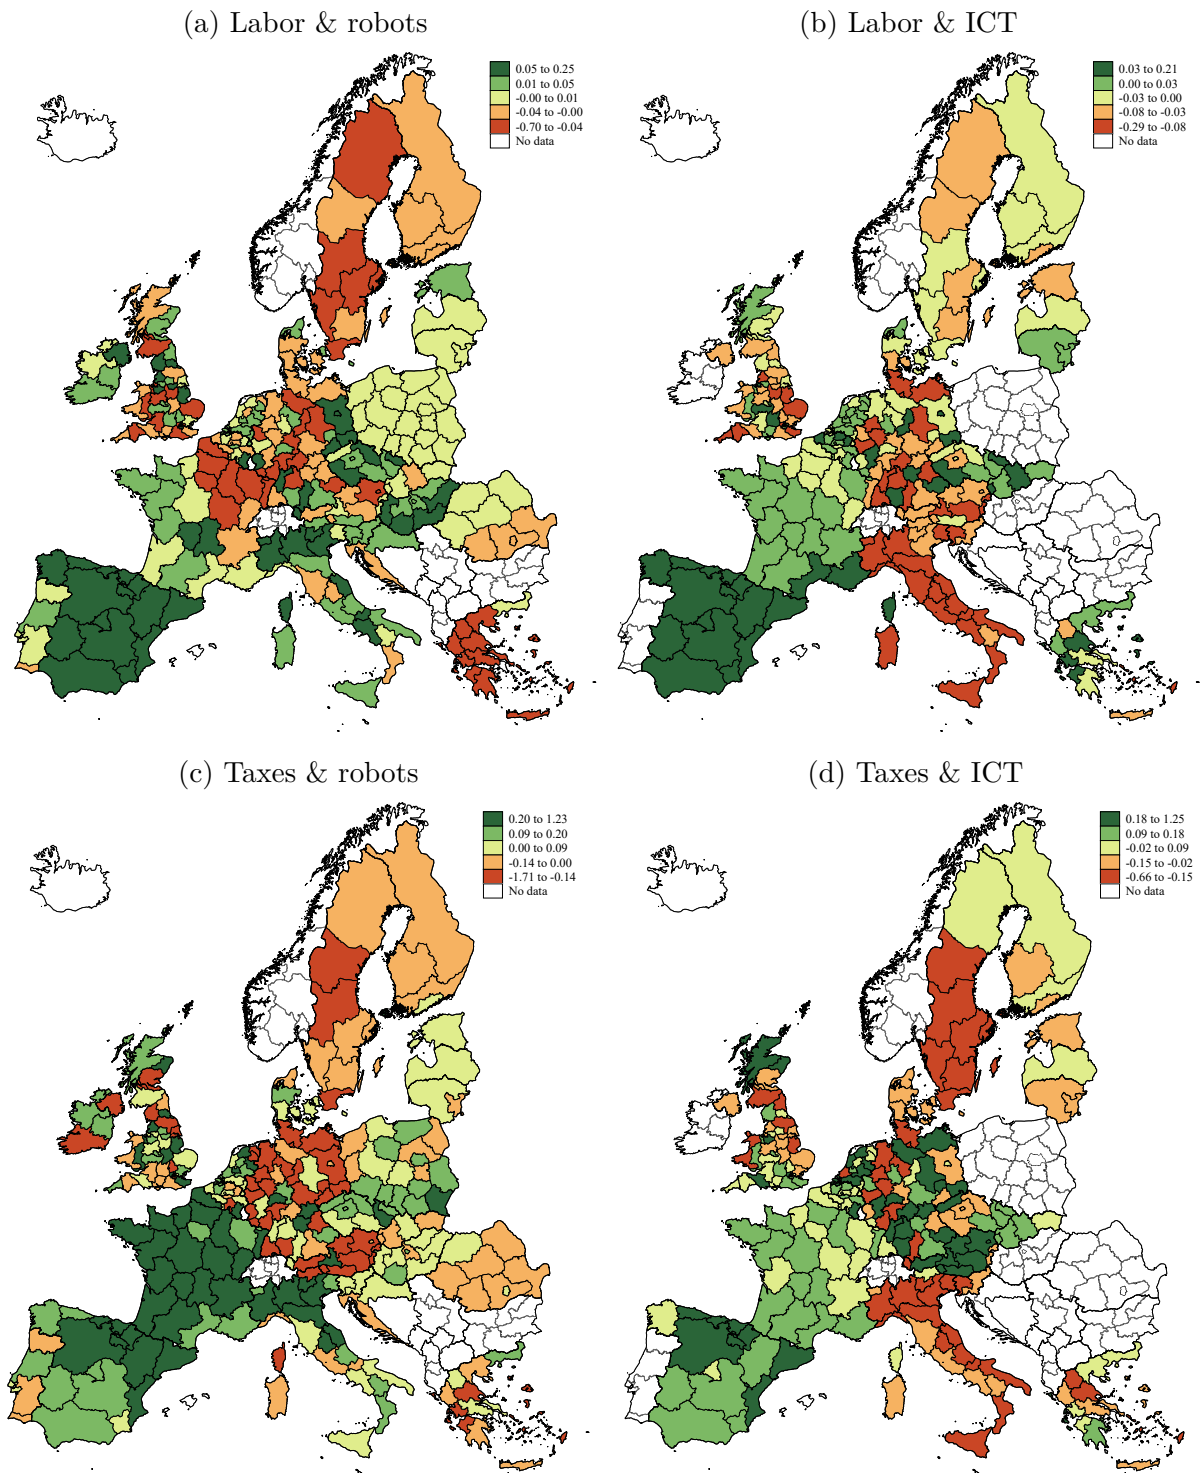 (a) Labor & robots
0.05 to 0.25
0.01 to 0.05
-0.00 to 0.01
-0.04 to -0.00
-0.70 to -0.04
No data
(b) Labor & ICT
0.03 to 0.21
0.00 to 0.03
-0.03 to 0.00
-0.08 to -0.03
-0.29 to -0.08
No data
(c) Taxes & robots
0.20 to 1.23
0.09 to 0.20
0.00 to 0.09
-0.14 to 0.00
-1.71 to -0.14
No data
(d) Taxes & ICT
0.18 to 1.25
0.09 to 0.18
-0.02 to 0.09
-0.15 to -0.02
-0.66 to -0.15
No data